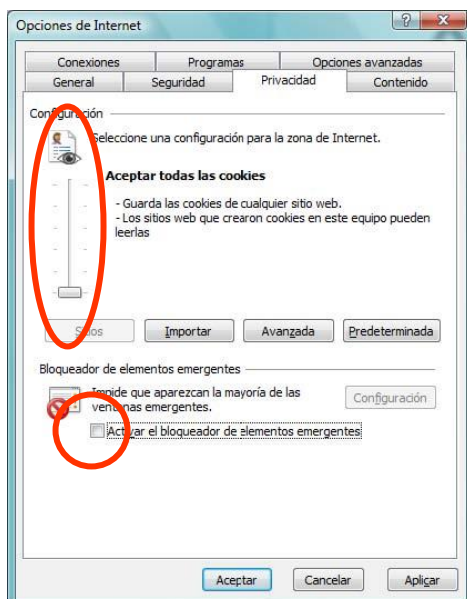 Opciones de Internet
Conexiones Programas Opciones avanzadas
General Seguridad Privacidad Contenido
Configuración
Seleccione una configuración para la zona de Internet.
Aceptar todas las cookies
- Guarda las cookies de cualquier sitio web.
- Los sitios web que crearon cookies en este equipo pueden
leerlas
Sitios Importar Avanzada Predeterminada
Bloqueador de elementos emergentes
Impide que aparezcan la mayoría de las
ventanas emergentes.
Configuración
Activar el bloqueador de elementos emergentes
Aceptar Cancelar Aplicar